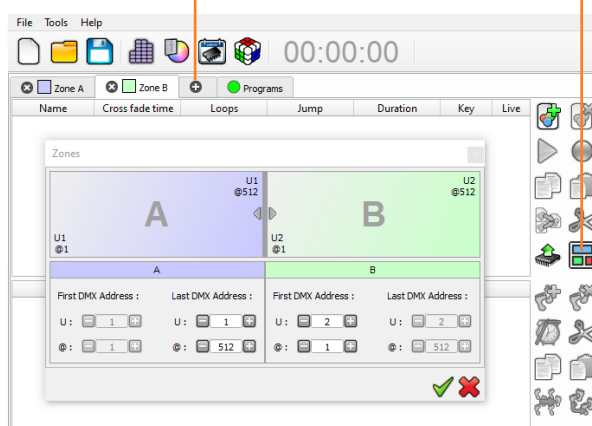 File Tools Help
00:00:00
Zone A Zone B Programs
Name Cross fade time Loops Jump Duration Key Live
Zones
U1
@512
A
U1
@1
U2
@512
B
U2
@1
A B
First DMX Address : Last DMX Address : First DMX Address : Last DMX Address :
U : 1 U : 1 U : 2 U : 2
@ : 1 @ : 512 @ : 1 @ : 512